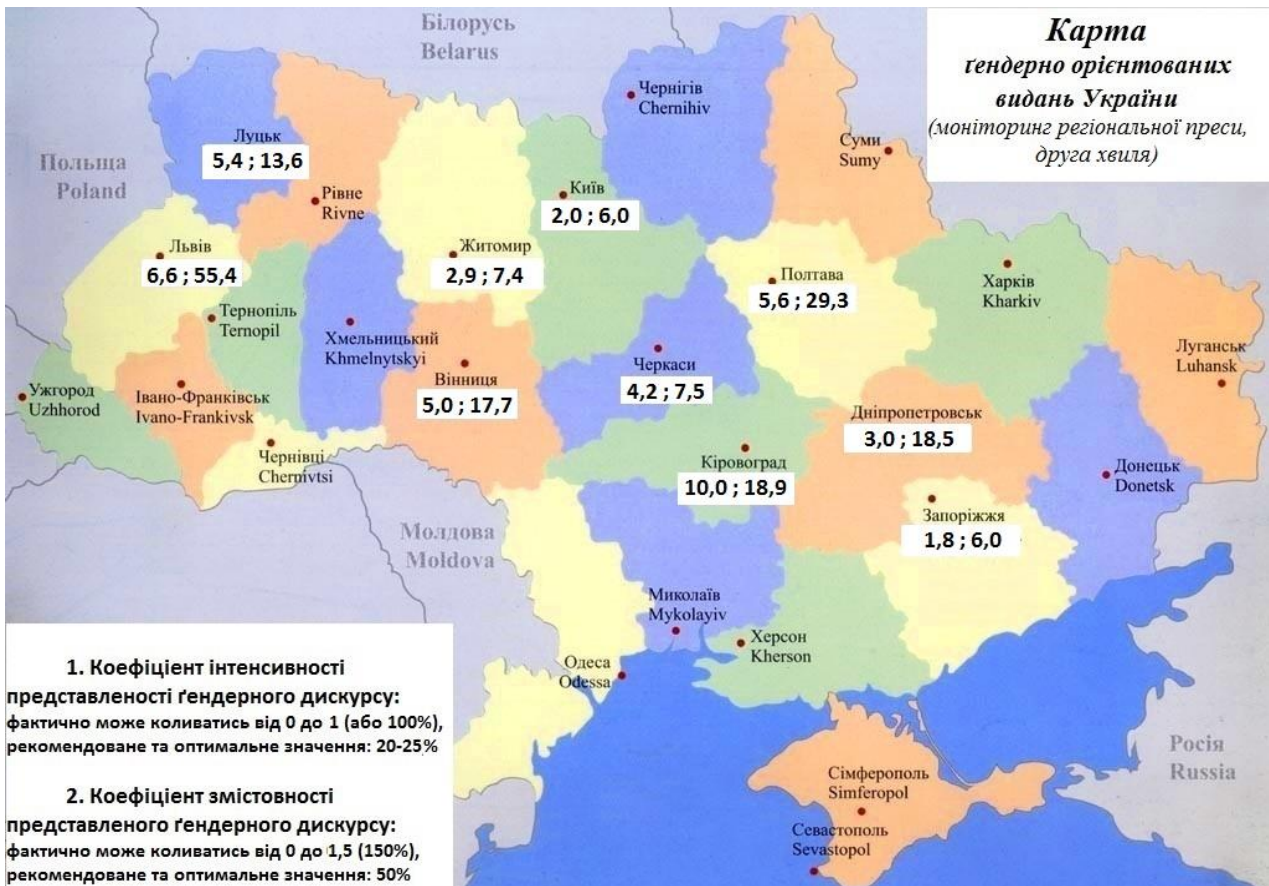 Карта
ґендерно орієнтованих
видань України
(моніторинг регіональної преси,
друга хвиля)
Білорусь
Belarus
Чернігів
Chernihiv
Суми
Sumy
Луцьк
5,4 ; 13,6
Польща
Poland
Рівне
Rivne
Київ
2,0 ; 6,0
Львів
6,6 ; 55,4
Житомир
2,9 ; 7,4
Полтава
5,6 ; 29,3
Харків
Kharkiv
Тернопіль
Ternopil
Хмельницький
Khmelnytskyi
Вінниця
5,0 ; 17,7
Черкаси
4,2 ; 7,5
Луганськ
Luhansk
Ужгород
Uzhhorod
Івано-Франківськ
Ivano-Frankivsk
Чернівці
Chernivtsi
Дніпропетровськ
3,0 ; 18,5
Кіровоград
10,0 ; 18,9
Донецьк
Donetsk
Запоріжжя
1,8 ; 6,0
Молдова
Moldova
Миколаїв
Mykolayiv
Херсон
Kherson
Одеса
Odessa
Росія
Russia
Сімферополь
Simferopol
Севастополь
Sevastopol
1. Коефіцієнт інтенсивності
представленості ґендерного дискурсу:
фактично може коливатись від 0 до 1 (або 100%),
рекомендоване та оптимальне значення: 20-25%
2. Коефіцієнт змістовності
представленого ґендерного дискурсу:
фактично може коливатись від 0 до 1,5 (150%),
рекомендоване та оптимальне значення: 50%